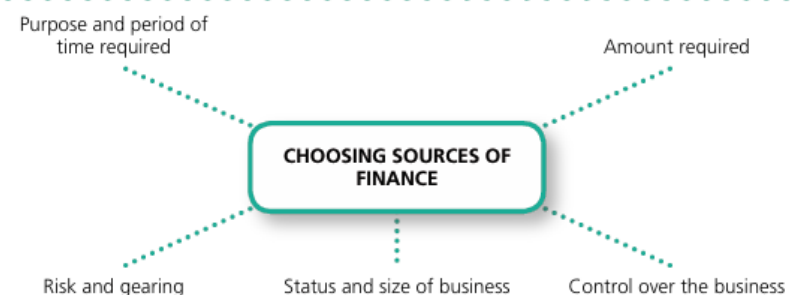 Purpose and period of
time required
Amount required
CHOOSING SOURCES OF
FINANCE
Risk and gearing
Status and size of business
Control over the business